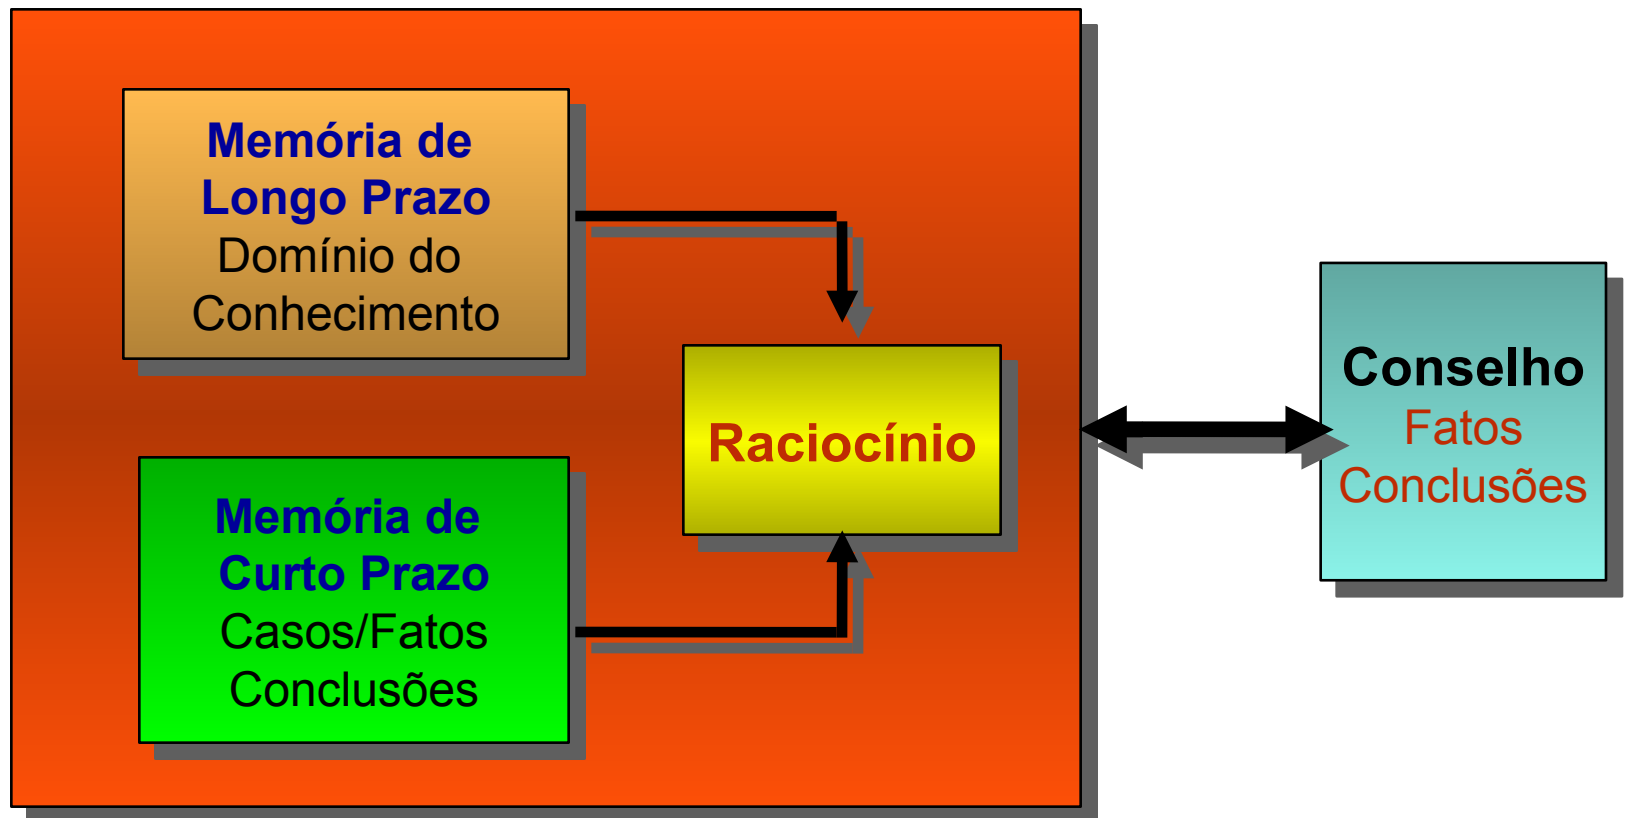 Memória de
Longo Prazo
Domínio do
Conhecimento
Raciocínio
Memória de
Curto Prazo
Casos/Fatos
Conclusões
Conselho
Fatos
Conclusões